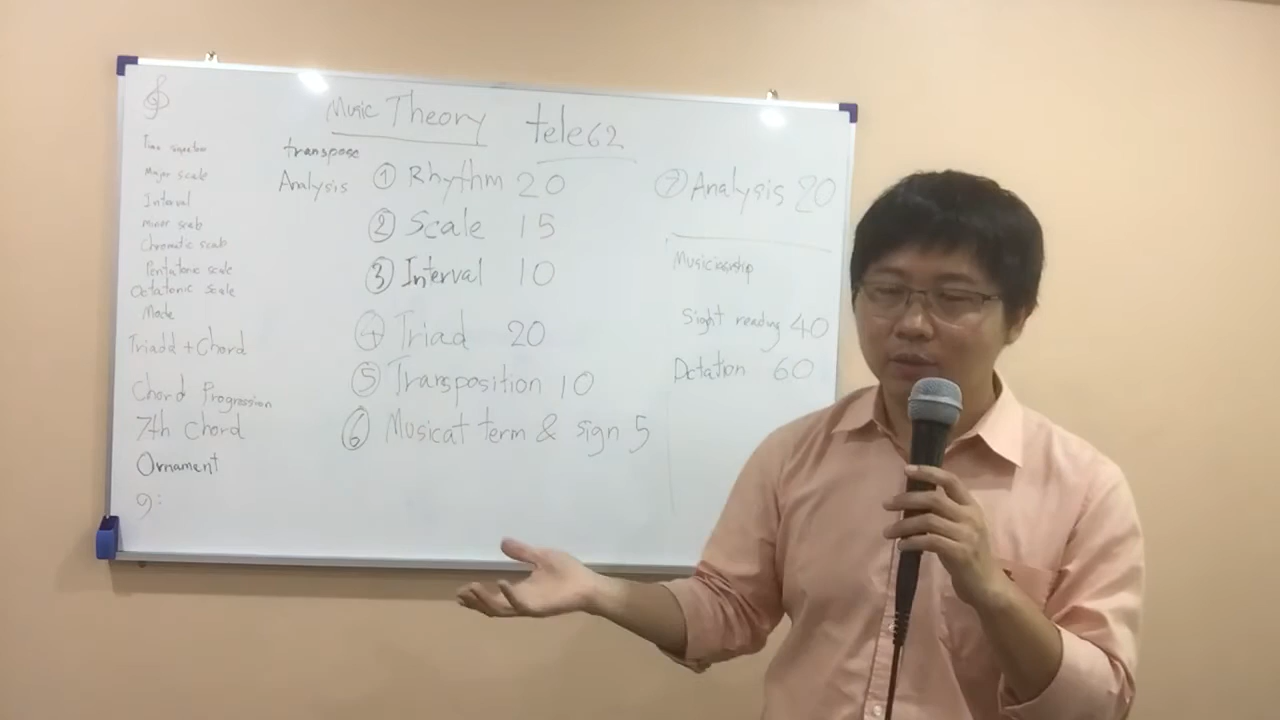 Music Theory tele62
Time signature
Major scale
Interval
minor scale
Chromatic scale
Pentatonic scale
Octatonic scale
Mode
Triadd + Chord
Chord Progression
7th Chord
Ornament
transpose
Analysis
① Rhythm 20
② Scale 15
③ Interval 10
④ Triad 20
⑤ Transposition 10
⑥ Musical term & sign 5
⑦ Analysis 20
Musicianship
Sight reading 40
Dictation 60